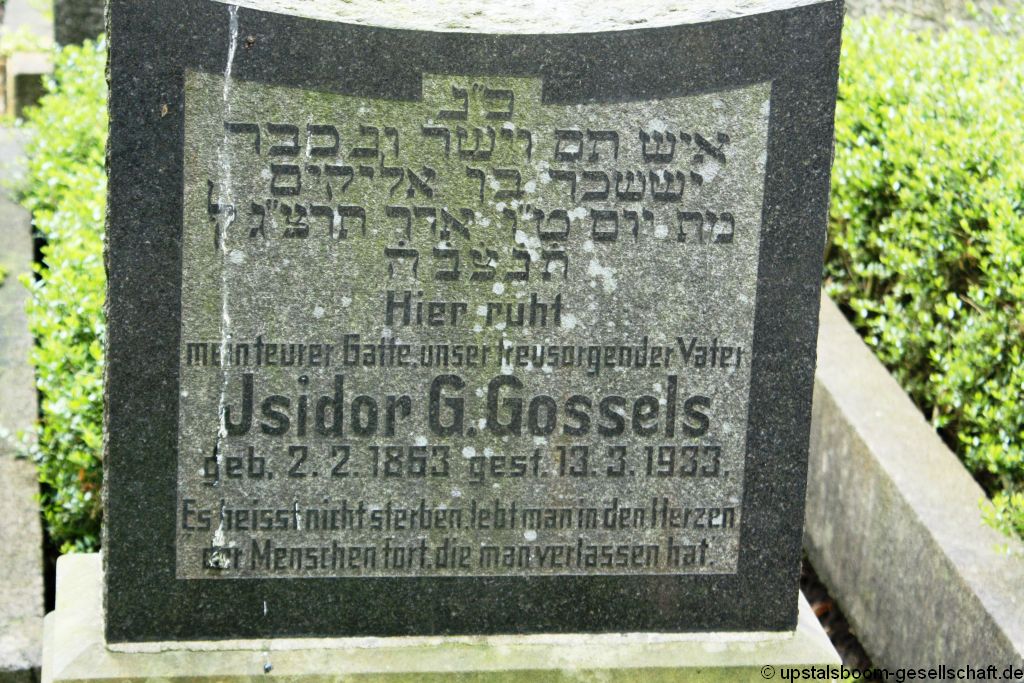 פ"נ
איש תם וישר ונכבד
יששכר בן אליקים
מת יום ט"ו אדר תרצ"ג ל
תנצבה
Hier ruht
mein teurer Gatte, unser treusorgender Vater
Isidor G. Gossels
geb. 2. 2. 1863 gest. 13. 3. 1933.
Es heisst nicht sterben, lebt man in den Herzen
der Menschen fort, die man verlassen hat.
© upstalsboom-gesellschaft.de